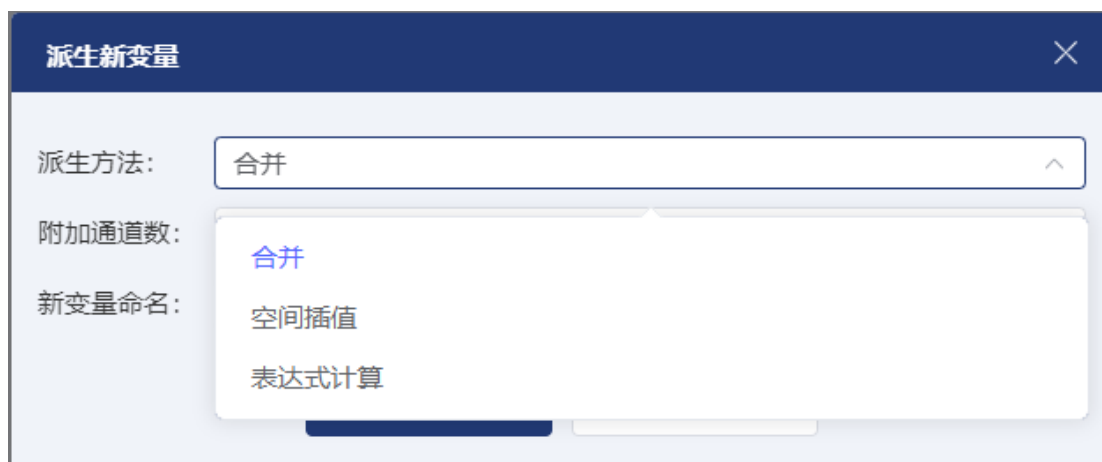 派生新变量
派生方法：
合并
附加通道数：
合并
新变量命名：
空间插值
表达式计算